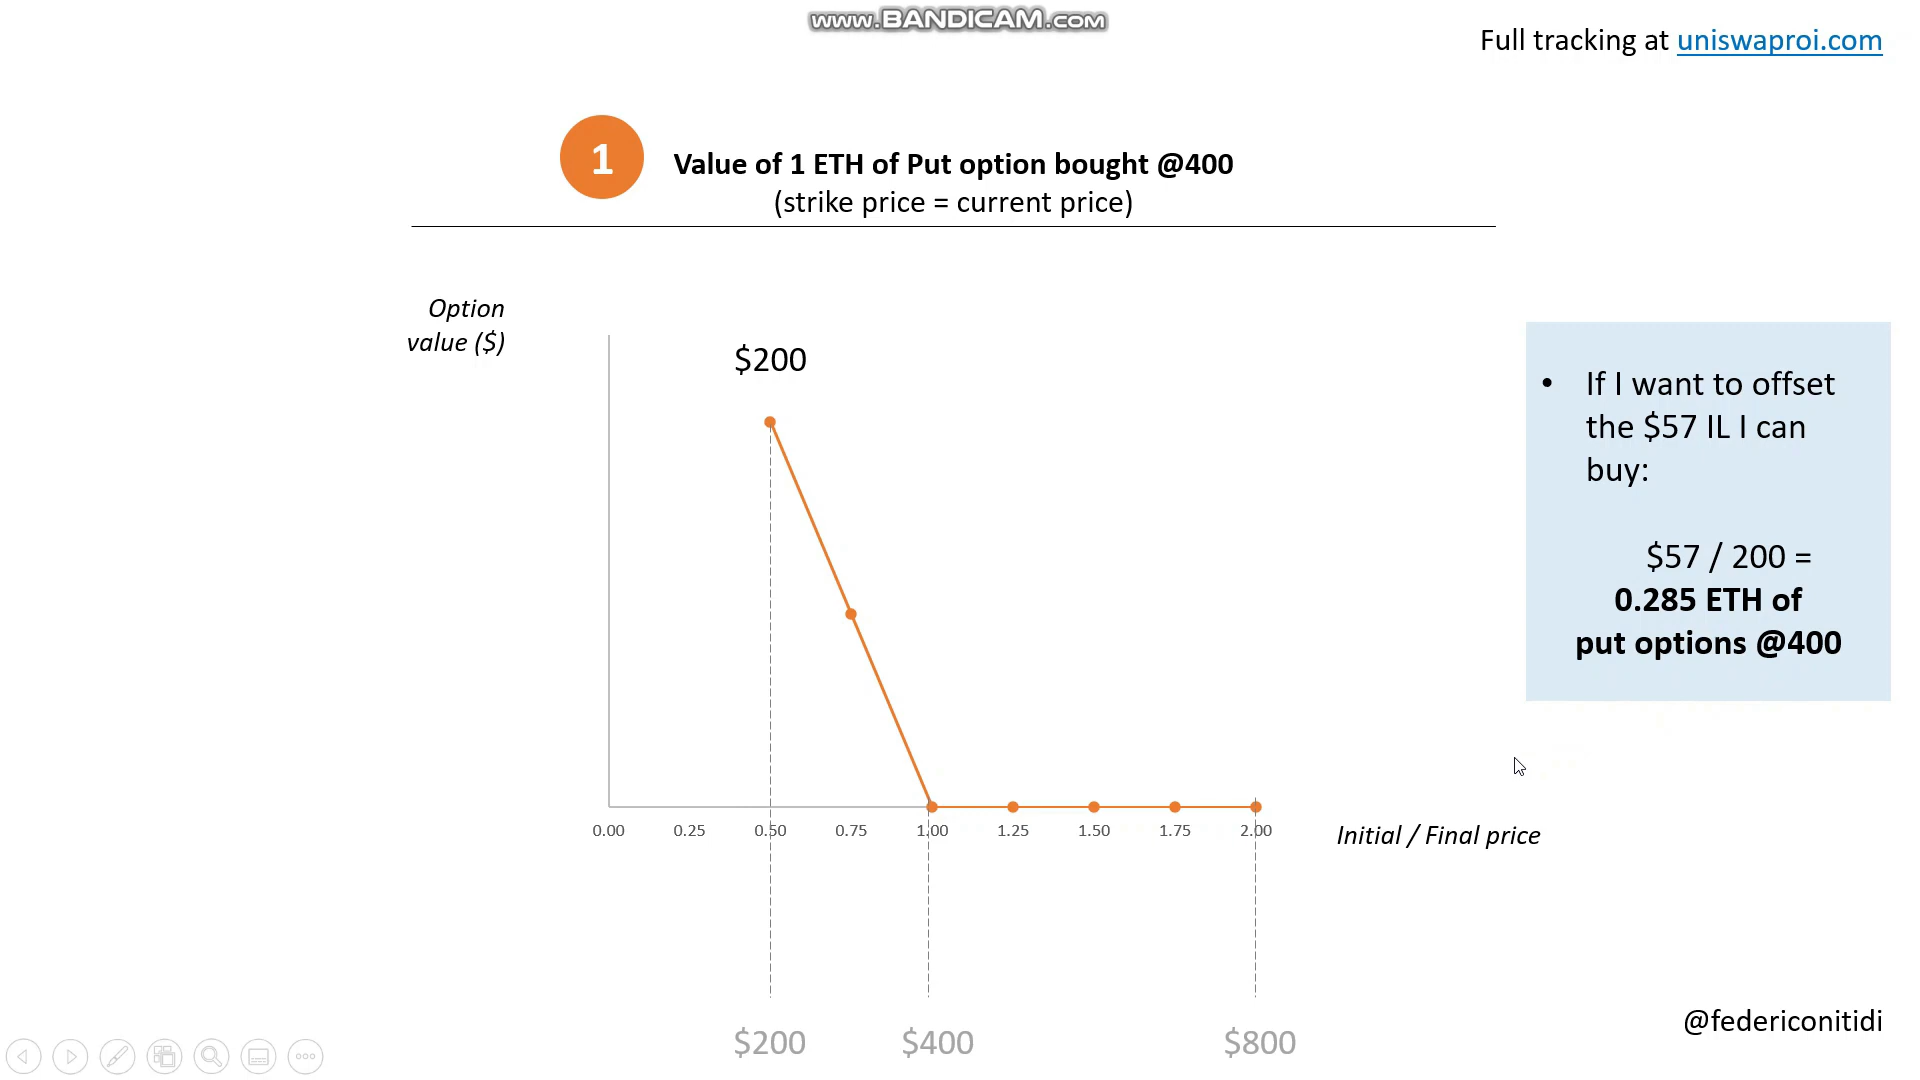 www.BANDICAM.com
Full tracking at uniswaproi.com
1
Value of 1 ETH of Put option bought @400
(strike price = current price)
Option
value ($)
$200
• If I want to offset
the $57 IL I can
buy:
$57 / 200 =
0.285 ETH of
put options @400
0.00 0.25 0.50 0.75 1.00 1.25 1.50 1.75 2.00
Initial / Final price
$200 $400 $800
@federiconitidi